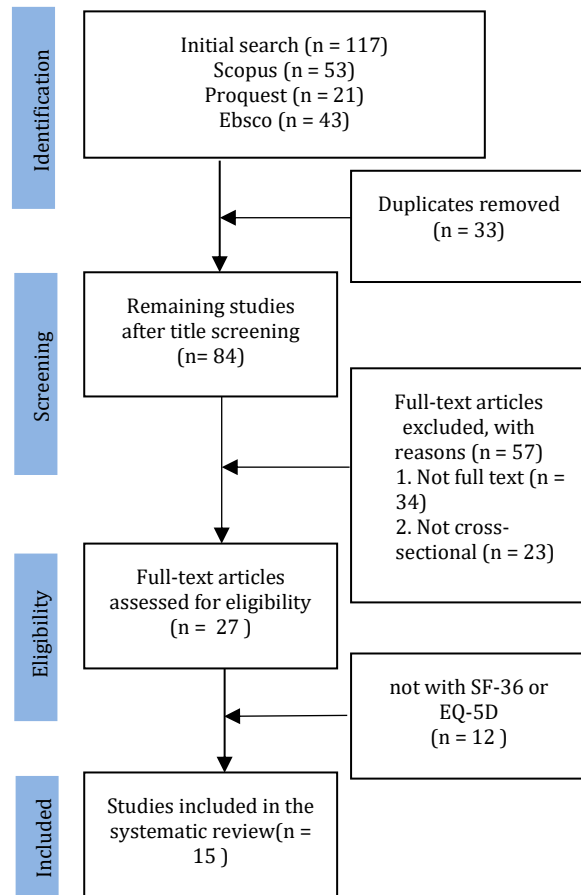 Identification
Initial search (n = 117)
Scopus (n = 53)
Proquest (n = 21)
Ebsco (n = 43)
Duplicates removed
(n = 33)
Screening
Remaining studies
after title screening
(n= 84)
Full-text articles
excluded, with
reasons (n = 57)
1. Not full text (n =
34)
2. Not cross-
sectional (n = 23)
Eligibility
Full-text articles
assessed for eligibility
(n =  27 )
not with SF-36 or
EQ-5D
(n = 12 )
Included
Studies included in the
systematic review(n =
15 )